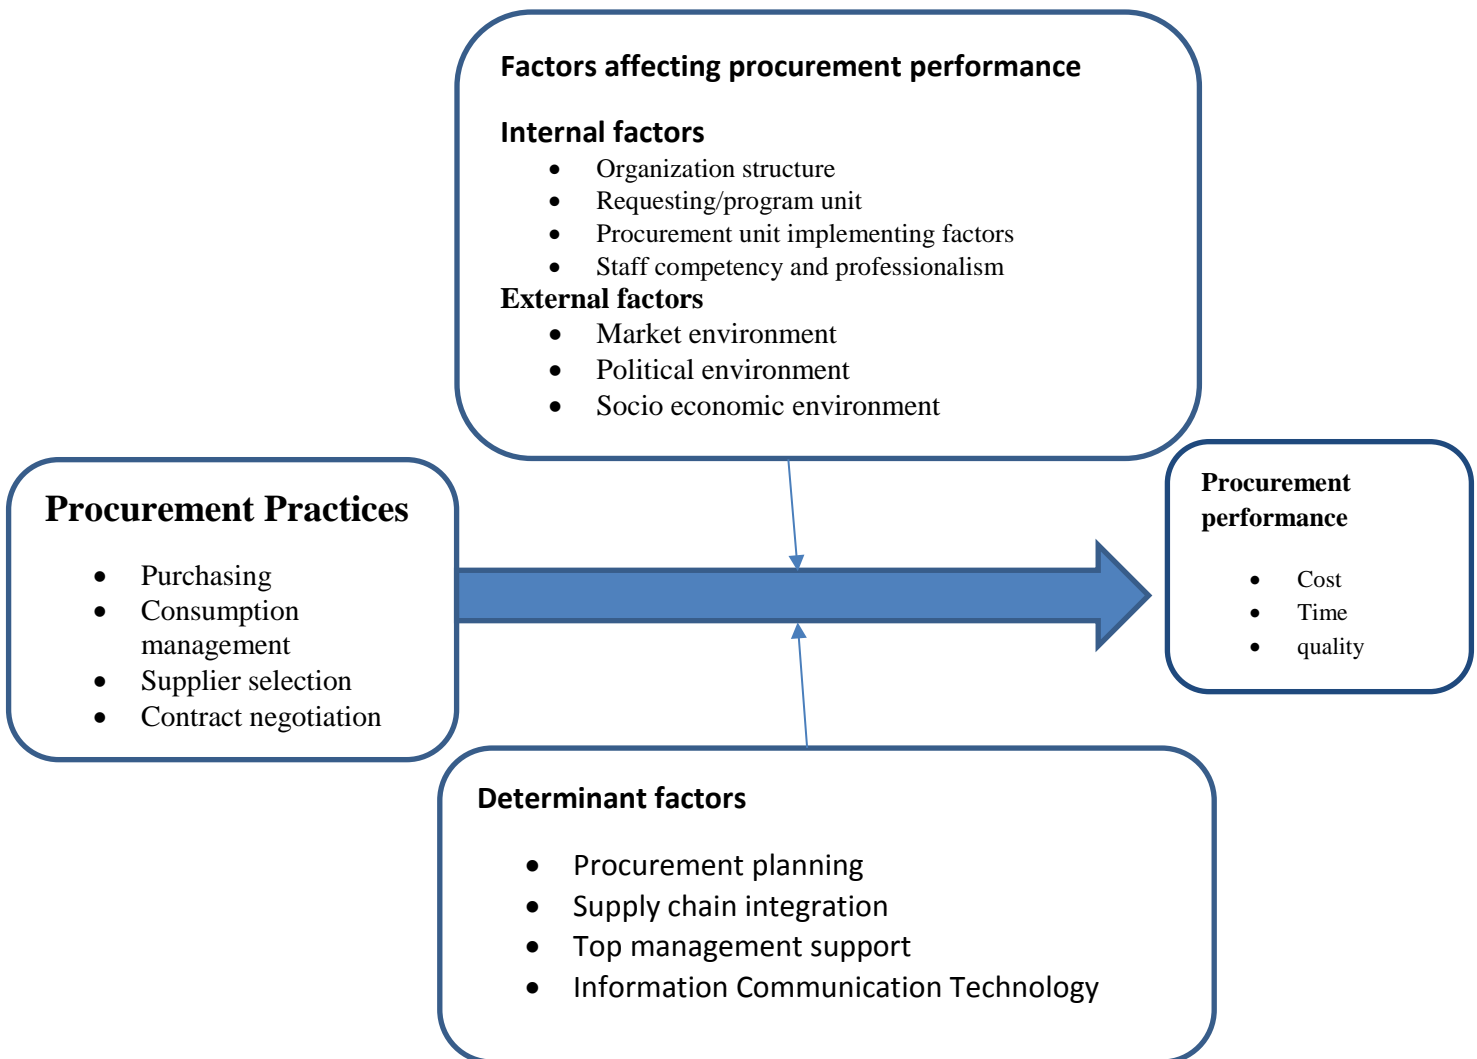 Factors affecting procurement performance
Internal factors
• Organization structure
• Requesting/program unit
• Procurement unit implementing factors
• Staff competency and professionalism
External factors
• Market environment
• Political environment
• Socio economic environment
Procurement Practices
• Purchasing
• Consumption
management
• Supplier selection
• Contract negotiation
Procurement
performance
• Cost
• Time
• quality
Determinant factors
• Procurement planning
• Supply chain integration
• Top management support
• Information Communication Technology